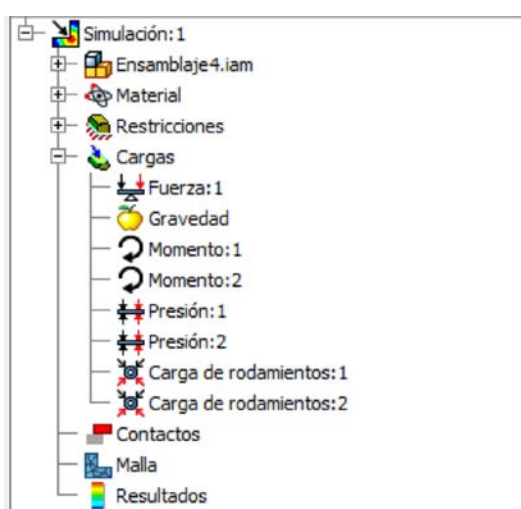 Simulación:1
Ensamblaje4.iam
Material
Restricciones
Cargas
Fuerza:1
Gravedad
Momento:1
Momento:2
Presión:1
Presión:2
Carga de rodamientos:1
Carga de rodamientos:2
Contactos
Malla
Resultados